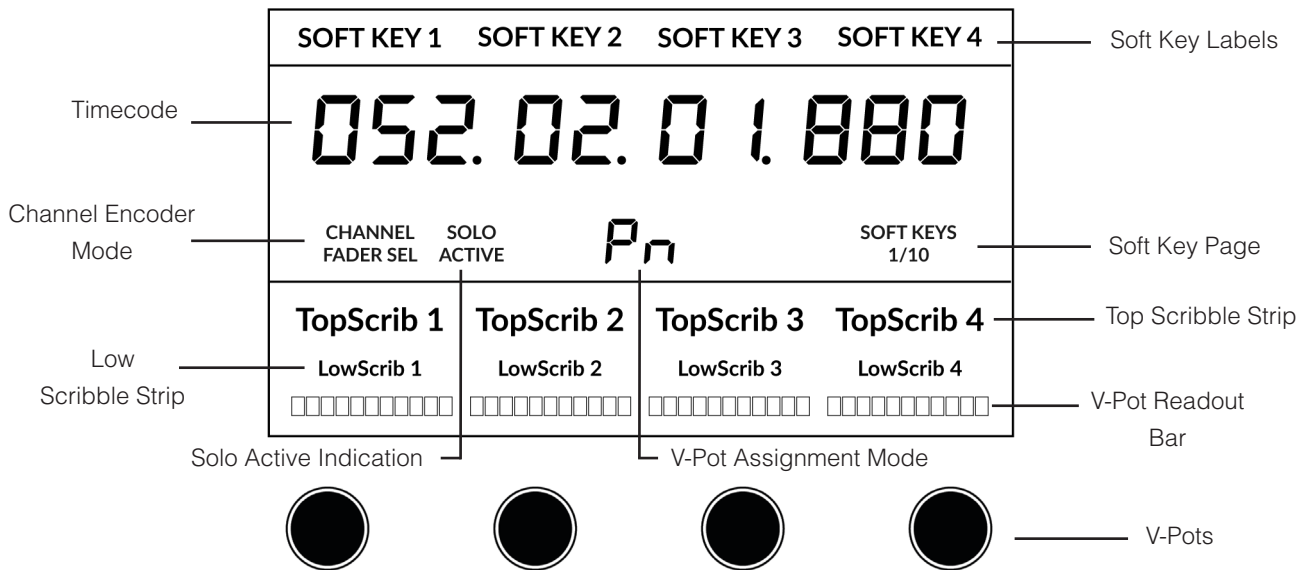 SOFT KEY 1 SOFT KEY 2 SOFT KEY 3 SOFT KEY 4
Soft Key Labels
Timecode
052. 02. 01. 880
Channel Encoder
Mode
CHANNEL
FADER SEL
SOLO
ACTIVE
Pn
SOFT KEYS
1/10
Soft Key Page
TopScrib 1 TopScrib 2 TopScrib 3 TopScrib 4
Top Scribble Strip
Low
Scribble Strip
LowScrib 1 LowScrib 2 LowScrib 3 LowScrib 4
V-Pot Readout
Bar
Solo Active Indication
V-Pot Assignment Mode
V-Pots